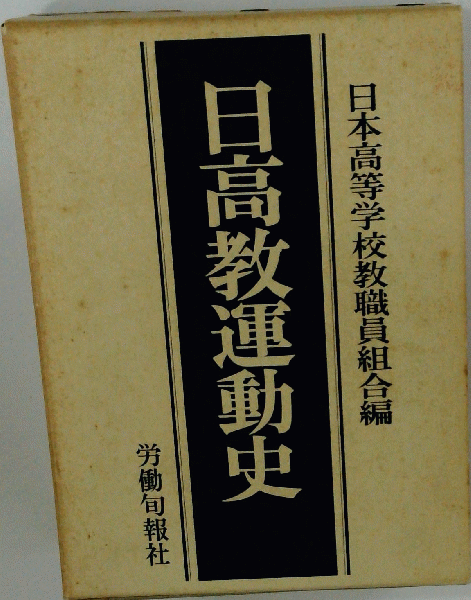 日本高等学校教職員組合編
日高教運動史
労働旬報社